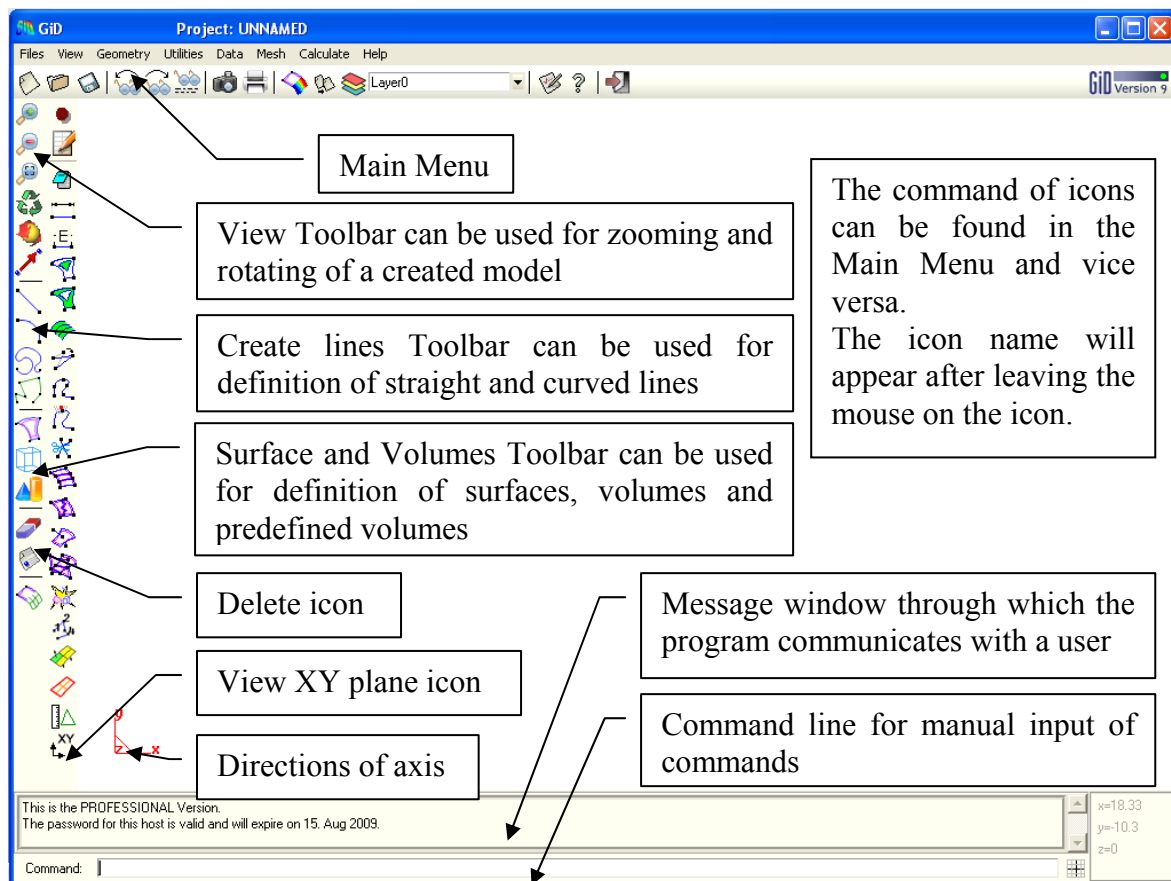 GiD Project: UNNAMED
Files View Geometry Utilities Data Mesh Calculate Help
Layer0
GiD Version 9
Main Menu
The command of icons
can be found in the
Main Menu and vice
versa.
The icon name will
appear after leaving the
mouse on the icon.
View Toolbar can be used for zooming and
rotating of a created model
:E:
Create lines Toolbar can be used for
definition of straight and curved lines
Surface and Volumes Toolbar can be used
for definition of surfaces, volumes and
predefined volumes
Delete icon
Message window through which the
program communicates with a user
View XY plane icon
Command line for manual input of
commands
XY
y
z x
Directions of axis
This is the PROFESSIONAL Version.
The password for this host is valid and will expire on 15. Aug 2009.
x=18.33
y=-10.3
z=0
Command: